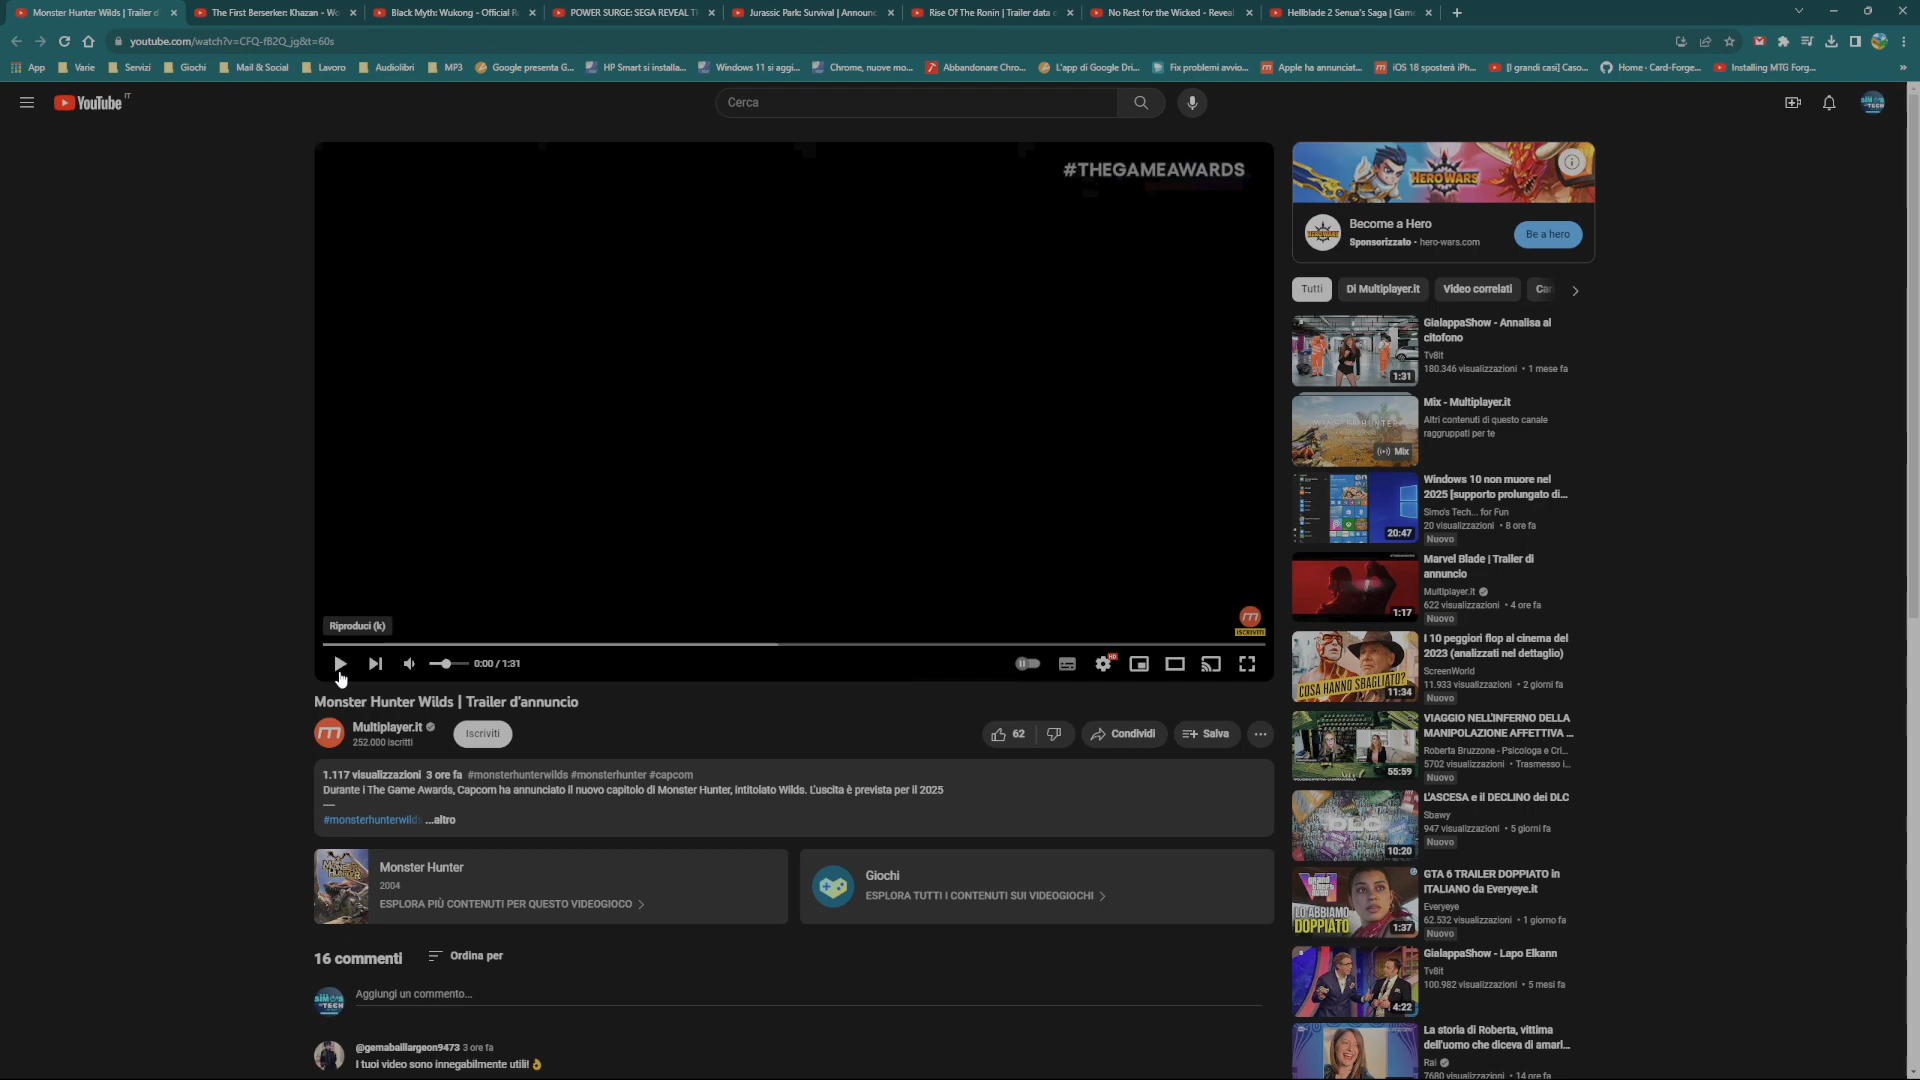 Monster Hunter Wilds | Trailer d'
The First Berserker: Khazan - Wo
Black Myth: Wukong - Official R
POWER SURGE: SEGA REVEAL T
Jurassic Park: Survival | Announc
Rise Of The Ronin | Trailer data
No Rest for the Wicked - Reveal
Hellblade 2 Senua's Saga | Game
youtube.com/watch?v=CFQ-fB2Q_jg&t=60s
App
Varie
Servizi
Giochi
Mail & Social
Lavoro
Audiolibri
MP3
Google presenta G...
HP Smart si installa...
Windows 11 si aggi...
Chrome, nuove mo...
Abbandonare Chro...
L'app di Google Dri...
Fix problemi avvio...
Apple ha annunciat...
iOS 18 sposterà iPh...
[I grandi casi] Caso...
Home - Card-Forge...
Installing MTG Forg...
YouTube IT
Cerca
#THEGAMEAWARDS
ISCRIVITI
Riproduci (k)
0:00 / 1:31
HD
Monster Hunter Wilds | Trailer d'annuncio
Multiplayer.it
252.000 iscritti
Iscriviti
62
Condividi
Salva
1.117 visualizzazioni 3 ore fa #monsterhunterwilds #monsterhunter #capcom
Durante i The Game Awards, Capcom ha annunciato il nuovo capitolo di Monster Hunter, intitolato Wilds. L'uscita è prevista per il 2025
—
#monsterhunterwild ...altro
Monster Hunter
2004
ESPLORA PIÙ CONTENUTI PER QUESTO VIDEOGIOCO
Giochi
ESPLORA TUTTI I CONTENUTI SUI VIDEOGIOCHI
16 commenti
Ordina per
Aggiungi un commento...
@gemabaillargeon9473 3 ore fa
I tuoi video sono innegabilmente utili! 👌
HERO WARS
Become a Hero
Sponsorizzato · hero-wars.com
Be a hero
Tutti
Di Multiplayer.it
Video correlati
Car
GialappaShow - Annalisa al
citofono
Tv8it
180.346 visualizzazioni • 1 mese fa
1:31
Mix - Multiplayer.it
Altri contenuti di questo canale
raggruppati per te
Mix
Windows 10 non muore nel
2025 [supporto prolungato di...
Simo's Tech... for Fun
20 visualizzazioni • 8 ore fa
Nuovo
20:47
Marvel Blade | Trailer di
annuncio
Multiplayer.it
622 visualizzazioni • 4 ore fa
Nuovo
1:17
I 10 peggiori flop al cinema del
2023 (analizzati nel dettaglio)
ScreenWorld
11.933 visualizzazioni • 2 giorni fa
Nuovo
COSA HANNO SBAGLIATO?
11:34
VIAGGIO NELL'INFERNO DELLA
MANIPOLAZIONE AFFETTIVA ...
Roberta Bruzzone - Psicologa e Cri...
5702 visualizzazioni • Trasmesso i...
Nuovo
55:59
L'ASCESA e il DECLINO dei DLC
Sbawy
947 visualizzazioni • 5 giorni fa
Nuovo
DLC
10:20
GTA 6 TRAILER DOPPIATO in
ITALIANO da Everyeye.it
Everyeye
62.532 visualizzazioni • 1 giorno fa
Nuovo
LO ABBIAMO
DOPPIATO
1:37
GialappaShow - Lapo Elkann
Tv8it
100.982 visualizzazioni • 5 mesi fa
4:22
La storia di Roberta, vittima
dell'uomo che diceva di amarl...
Rai
7680 visualizzazioni • 14 ore fa